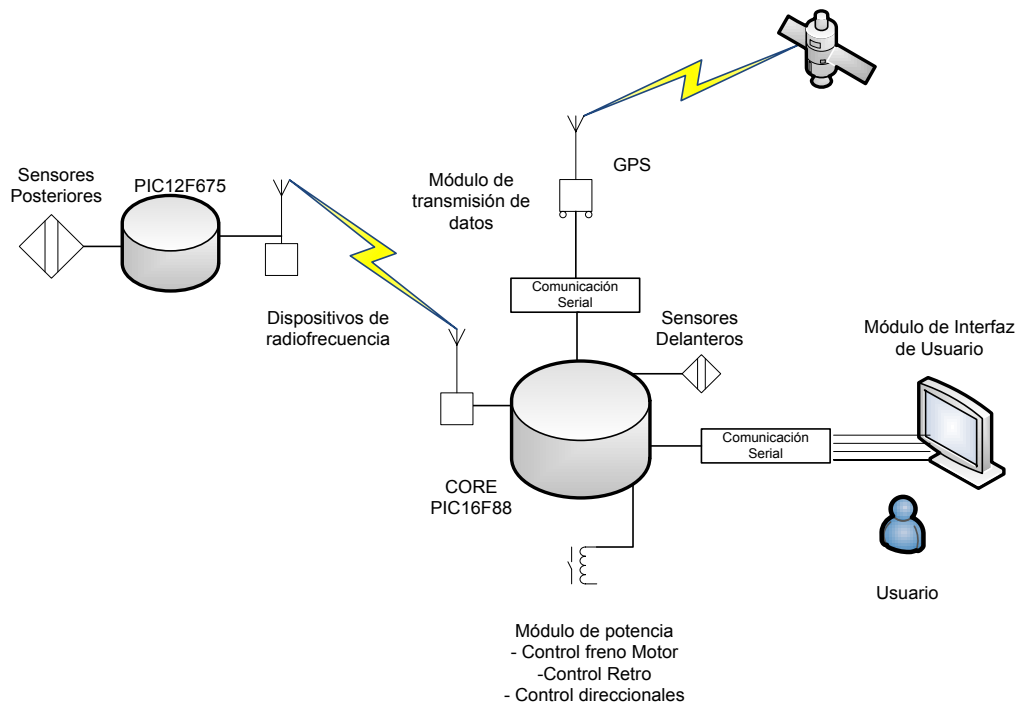 GPS
Sensores
Posteriores
PIC12F675
Módulo de
transmisión de
datos
Comunicación
Serial
Dispositivos de
radiofrecuencia
Sensores
Delanteros
Módulo de Interfaz
de Usuario
Comunicación
Serial
CORE
PIC16F88
Usuario
Módulo de potencia
- Control freno Motor
-Control Retro
- Control direccionales